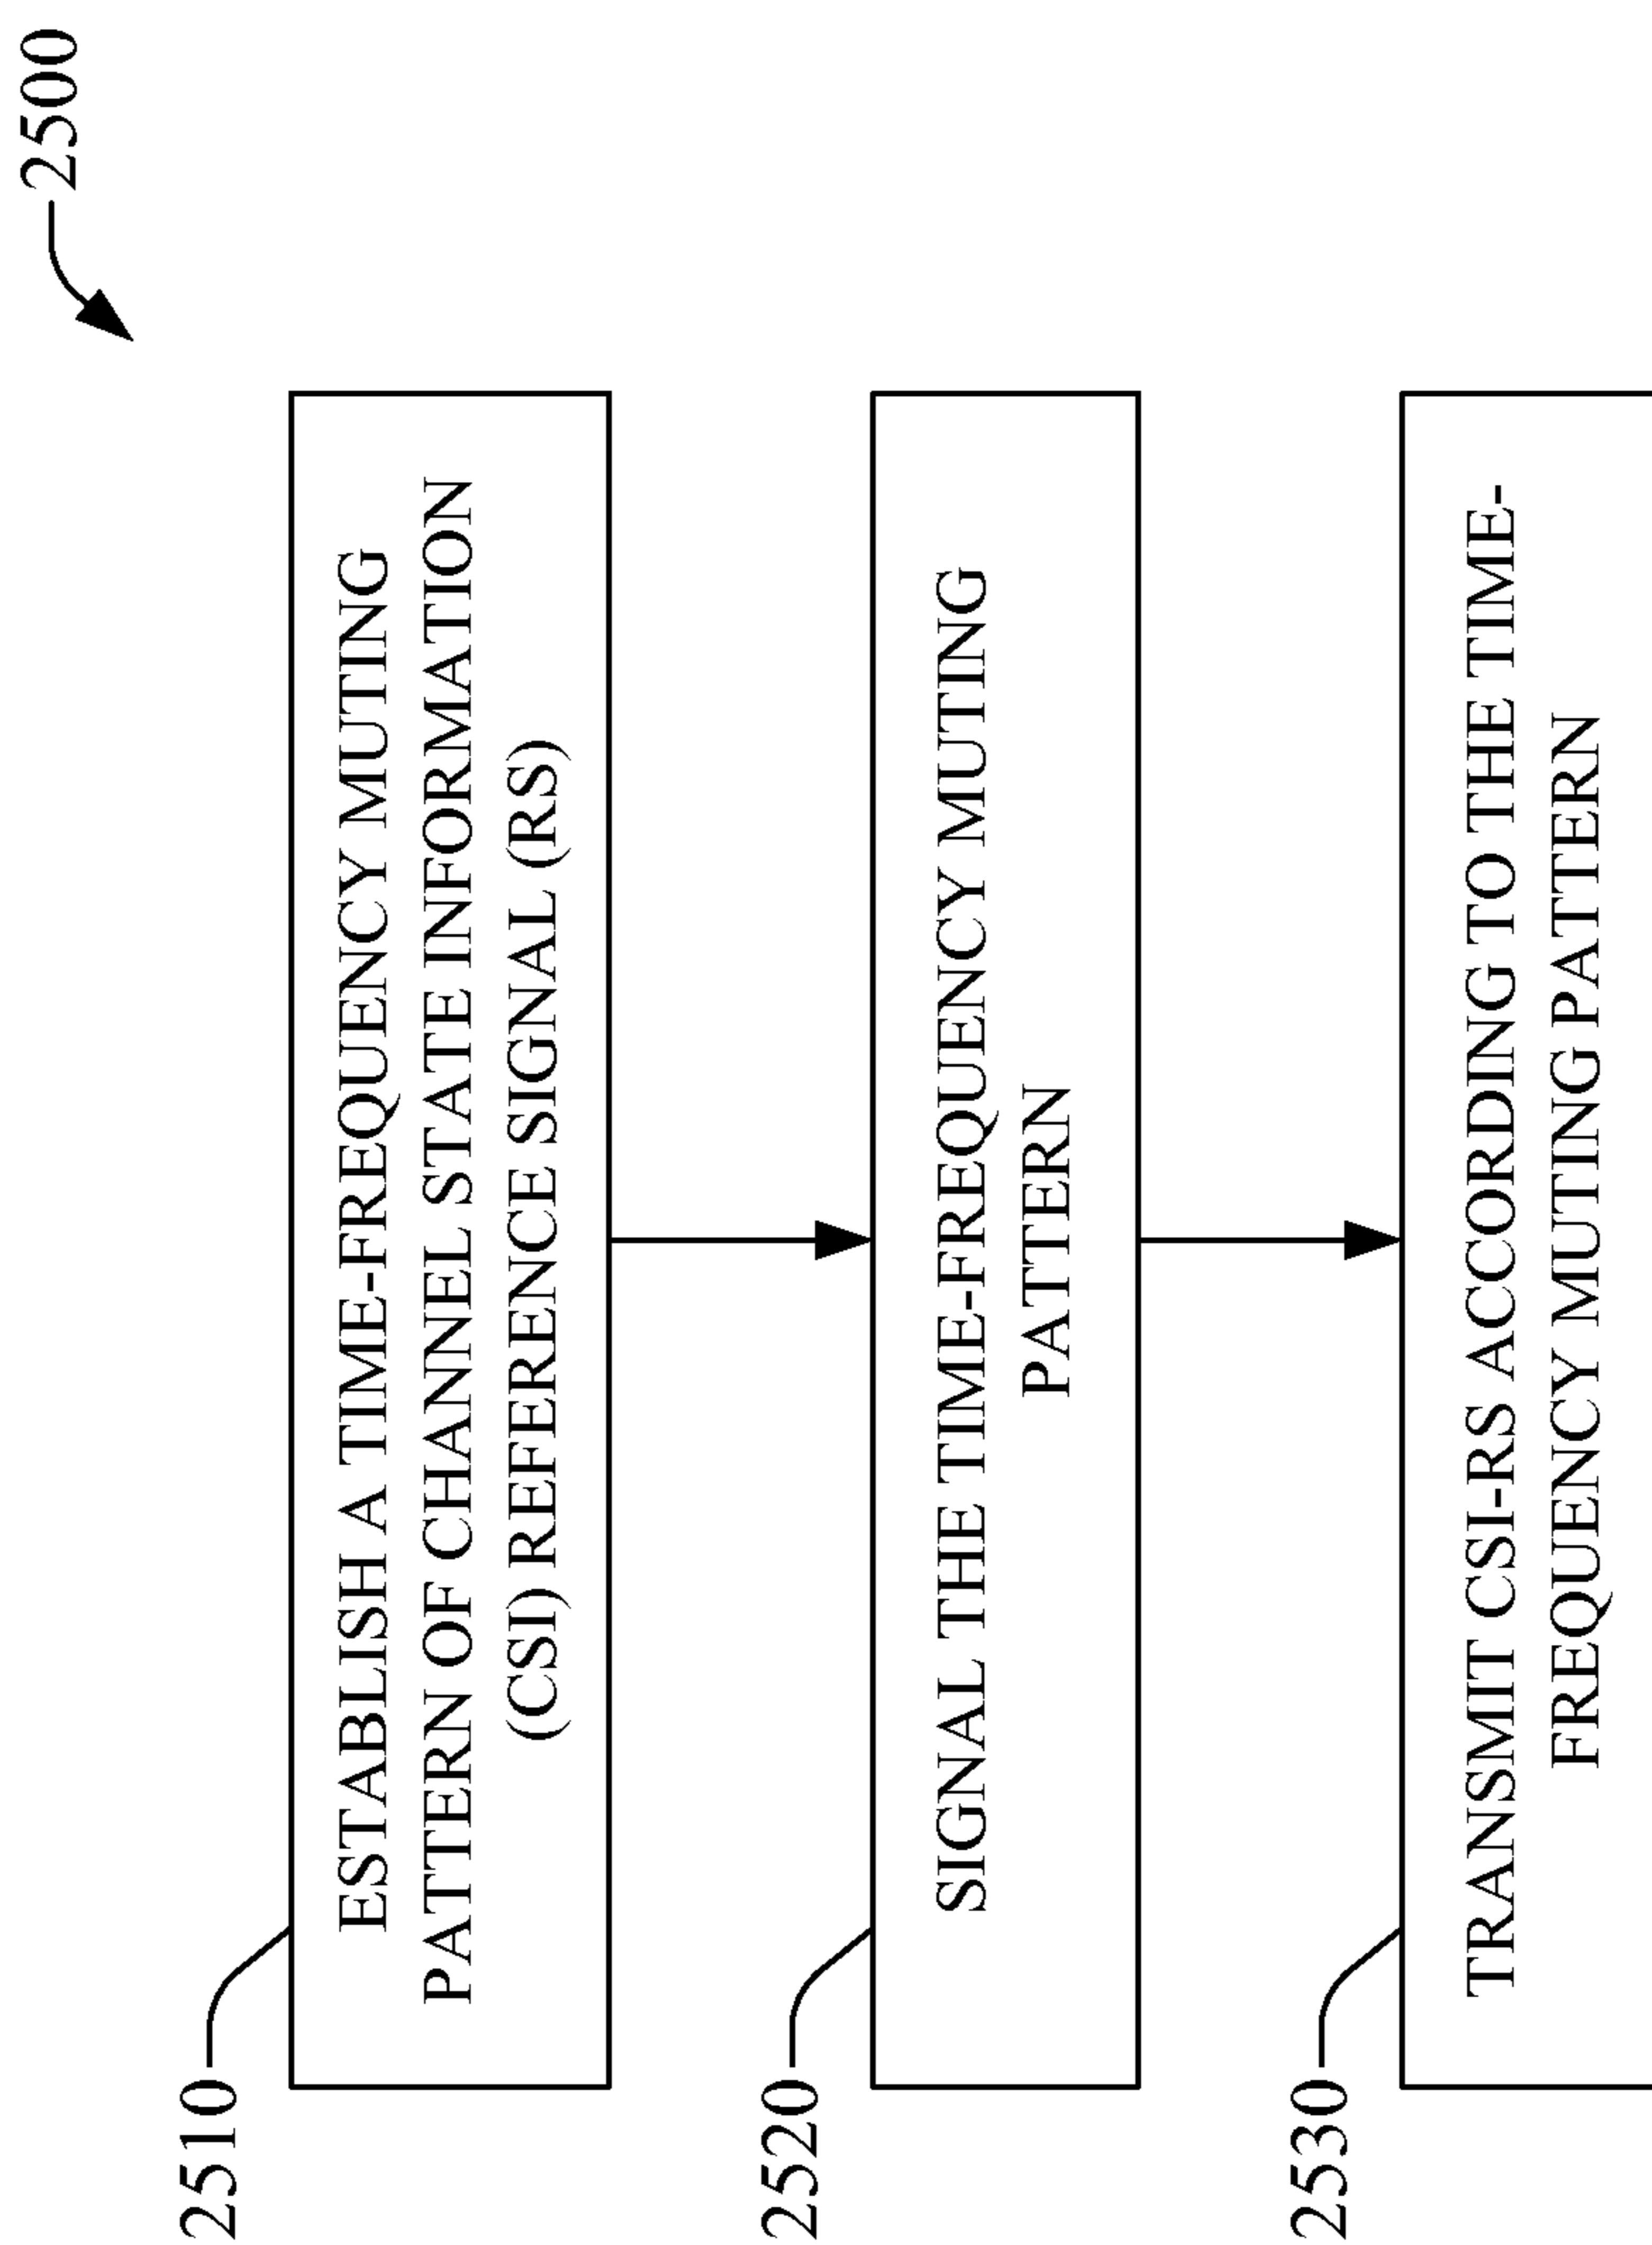 2500
2510
ESTABLISH A TIME-FREQUENCY MUTING
PATTERN OF CHANNEL STATE INFORMATION
(CSI) REFERENCE SIGNAL (RS)
2520
SIGNAL THE TIME-FREQUENCY MUTING
PATTERN
2530
TRANSMIT CSI-RS ACCORDING TO THE TIME-
FREQUENCY MUTING PATTERN